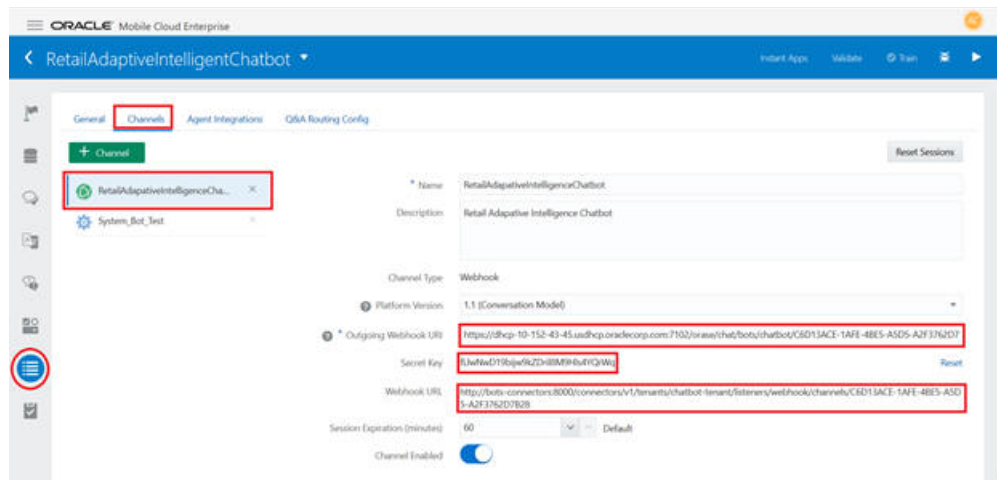 ORACLE Mobile Cloud Enterprise
RetailAdaptiveIntelligentChatbot
Instant Apps Validate Train
General Channels Agent Integrations Q&A Routing Config
+ Channel
Reset Sessions
RetailAdapativeIntelligenceCha...
System_Bot_Test
* Name RetailAdapativeIntelligenceChatbot
Description Retail Adapative Intelligence Chatbot
Channel Type Webhook
Platform Version 1.1 (Conversation Model)
* Outgoing Webhook URI https://dhcp-10-152-43-45.usdhcp.oraclecorp.com:7102/orase/chat/bots/chatbot/C6D13ACE-1AFE-4BE5-A5D5-A2F3762D7
Secret Key
Reset
Webhook URL http://bots-connectors:8000/connectors/v1/tenants/chatbot-tenant/listeners/webhook/channels/C6D13ACE-1AFE-4BE5-A5D
5-A2F3762D7B2B
Session Expiration (minutes) 60 Default
Channel Enabled